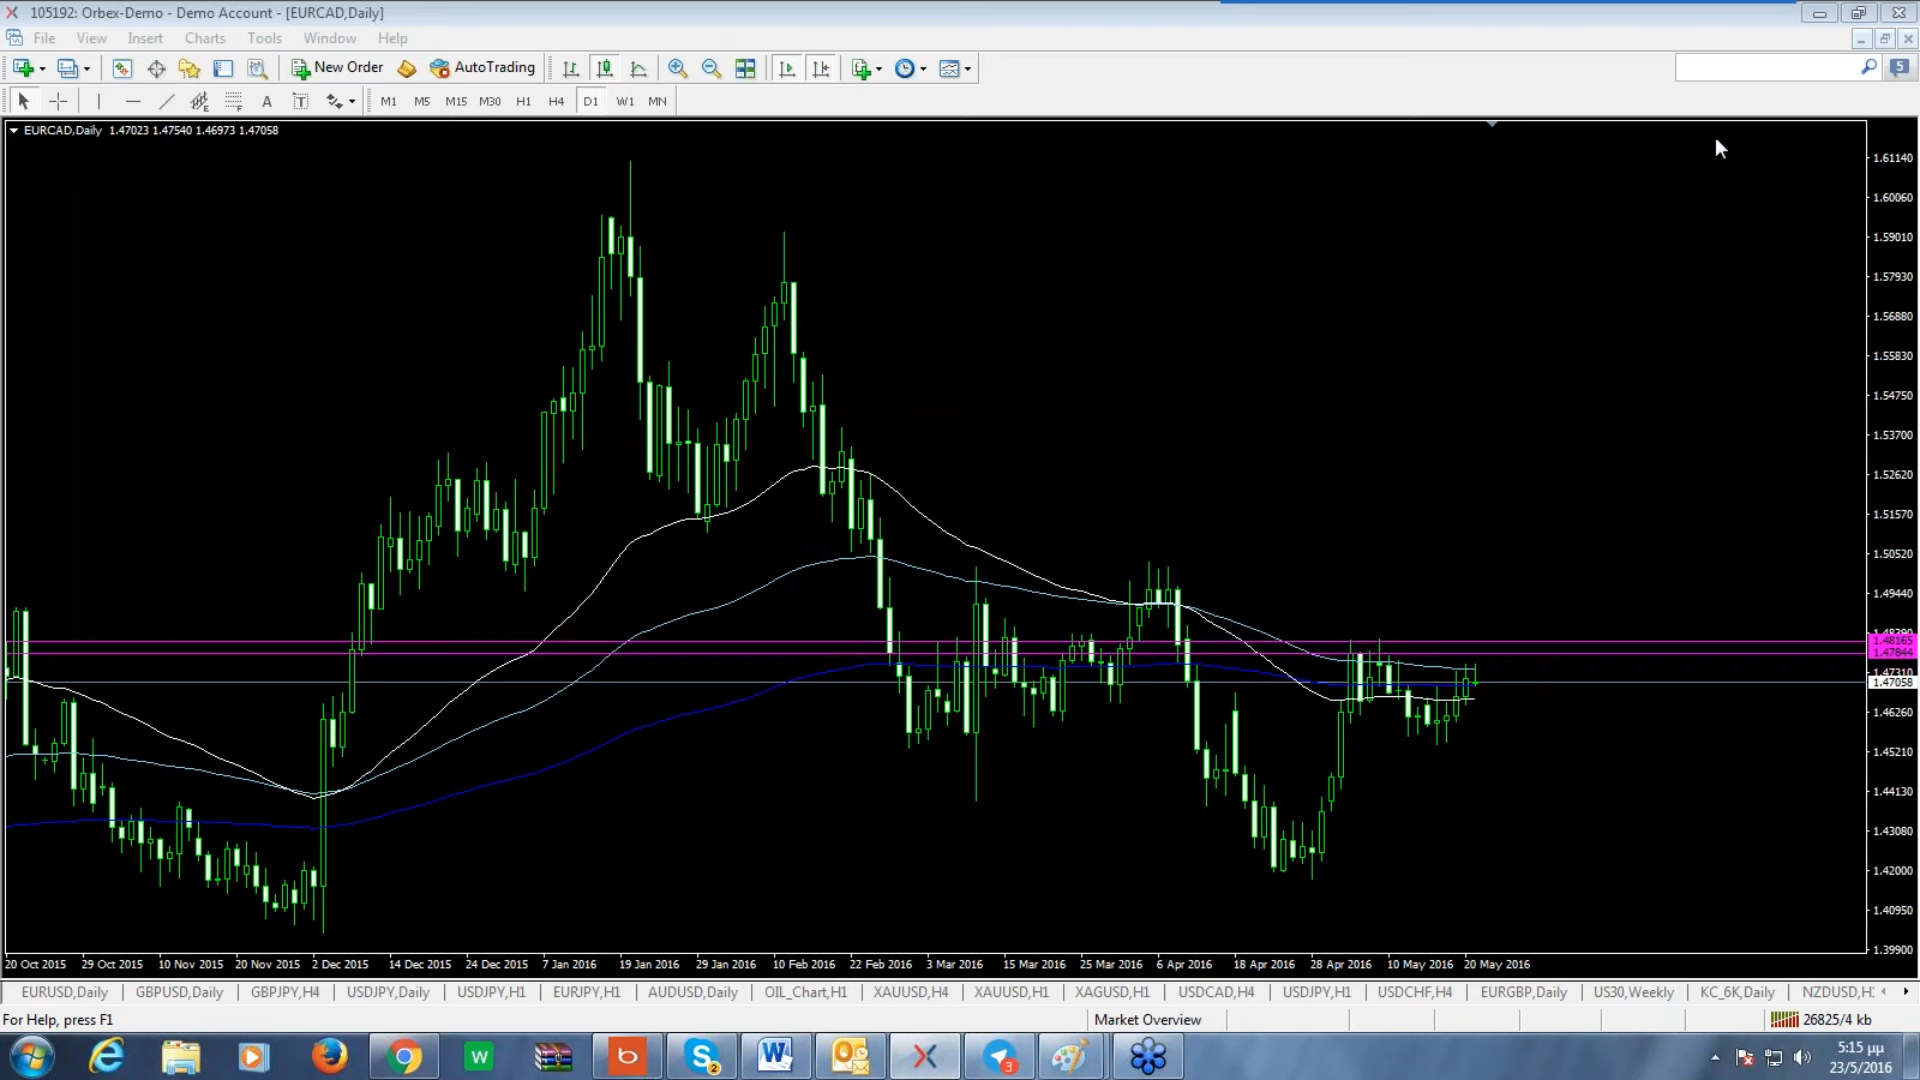 105192: Orbex-Demo - Demo Account - [EURCAD,Daily]
File View Insert Charts Tools Window Help
New Order AutoTrading 5
A T M1 M5 M15 M30 H1 H4 D1 W1 MN
EURCAD,Daily 1.47023 1.47540 1.46973 1.47058
1.61140
1.60060
1.59010
1.57930
1.56880
1.55830
1.54750
1.53700
1.52620
1.51570
1.50520
1.49440
1.48165
1.47844
1.47058
1.46260
1.45210
1.44130
1.43080
1.42000
1.40950
1.39900
20 Oct 2015 29 Oct 2015 10 Nov 2015 20 Nov 2015 2 Dec 2015 14 Dec 2015 24 Dec 2015 7 Jan 2016 19 Jan 2016 29 Jan 2016 10 Feb 2016 22 Feb 2016 3 Mar 2016 15 Mar 2016 25 Mar 2016 6 Apr 2016 18 Apr 2016 28 Apr 2016 10 May 2016 20 May 2016
EURUSD,Daily GBPUSD,Daily GBPJPY,H4 USDJPY,Daily USDJPY,H1 EURJPY,H1 AUDUSD,Daily OIL_Chart,H1 XAUUSD,H4 XAUUSD,H1 XAGUSD,H1 USDCAD,H4 USDJPY,H1 USDCHF,H4 EURGBP,Daily US30,Weekly KC_6K,Daily NZDUSD,H
For Help, press F1 Market Overview 26825/4 kb
W b S 2 W 3
5:15 μμ
23/5/2016